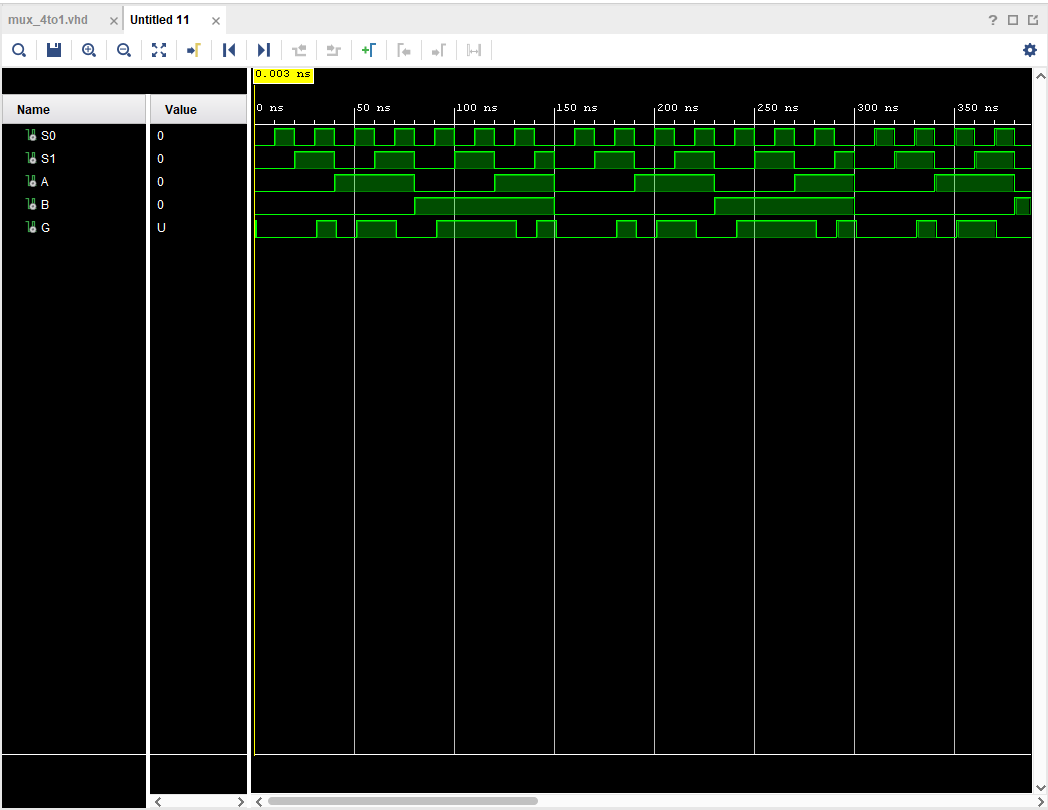 mux_4to1.vhd × Untitled 11 × ?
0.003 ns
Name Value
0 ns 50 ns 100 ns 150 ns 200 ns 250 ns 300 ns 350 ns
S0 0
S1 0
A 0
B 0
G U